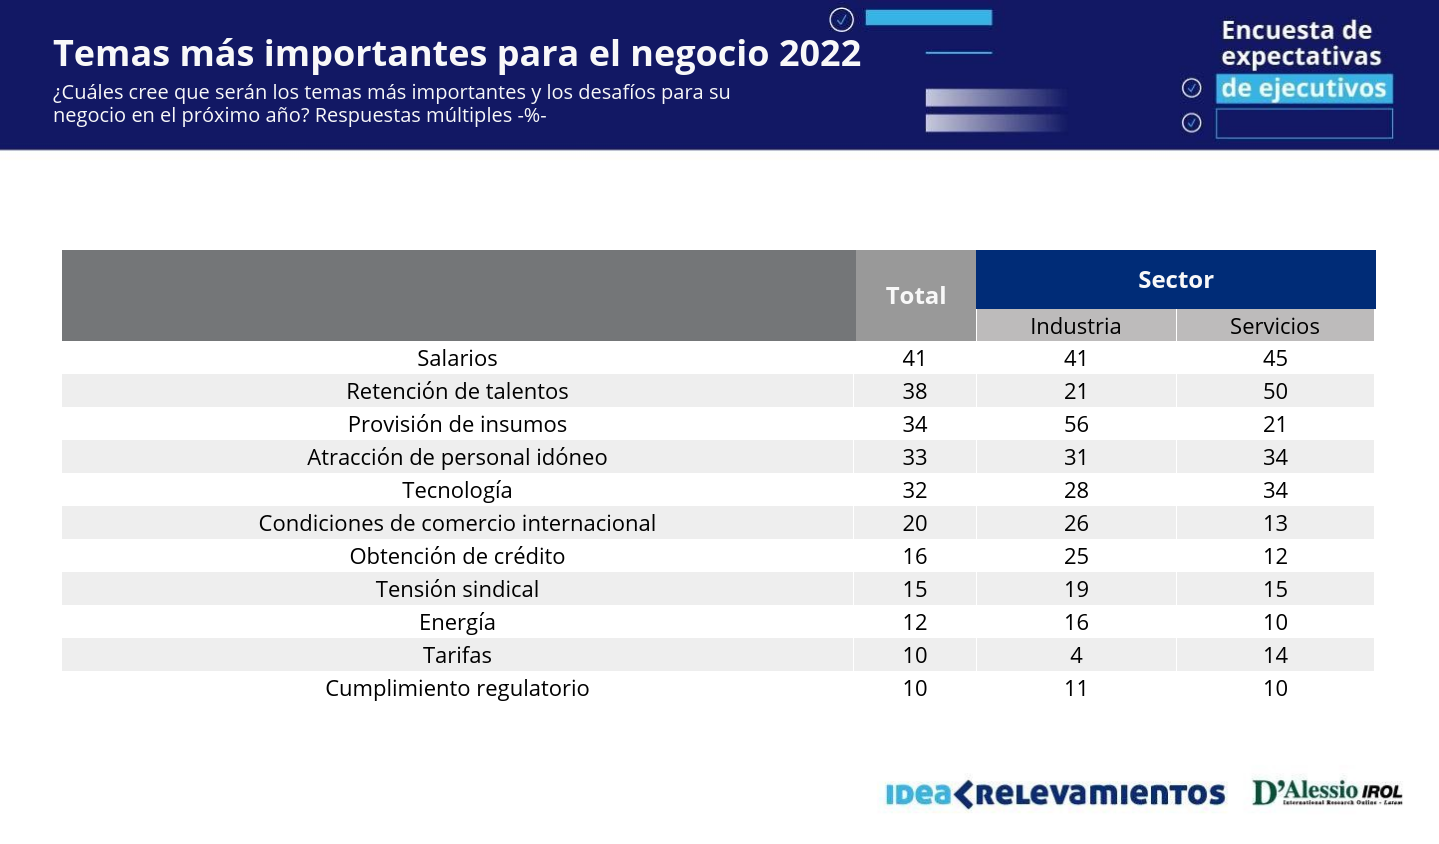 Temas más importantes para el negocio 2022
¿Cuáles cree que serán los temas más importantes y los desafíos para su
negocio en el próximo año? Respuestas múltiples -%-
Encuesta de
expectativas
de ejecutivos
Total Sector
Industria Servicios
Salarios 41 41 45
Retención de talentos 38 21 50
Provisión de insumos 34 56 21
Atracción de personal idóneo 33 31 34
Tecnología 32 28 34
Condiciones de comercio internacional 20 26 13
Obtención de crédito 16 25 12
Tensión sindical 15 19 15
Energía 12 16 10
Tarifas 10 4 14
Cumplimiento regulatorio 10 11 10
IDEA RELEVAMIENTOS D'Alessio IROL
International Research Online - Latam